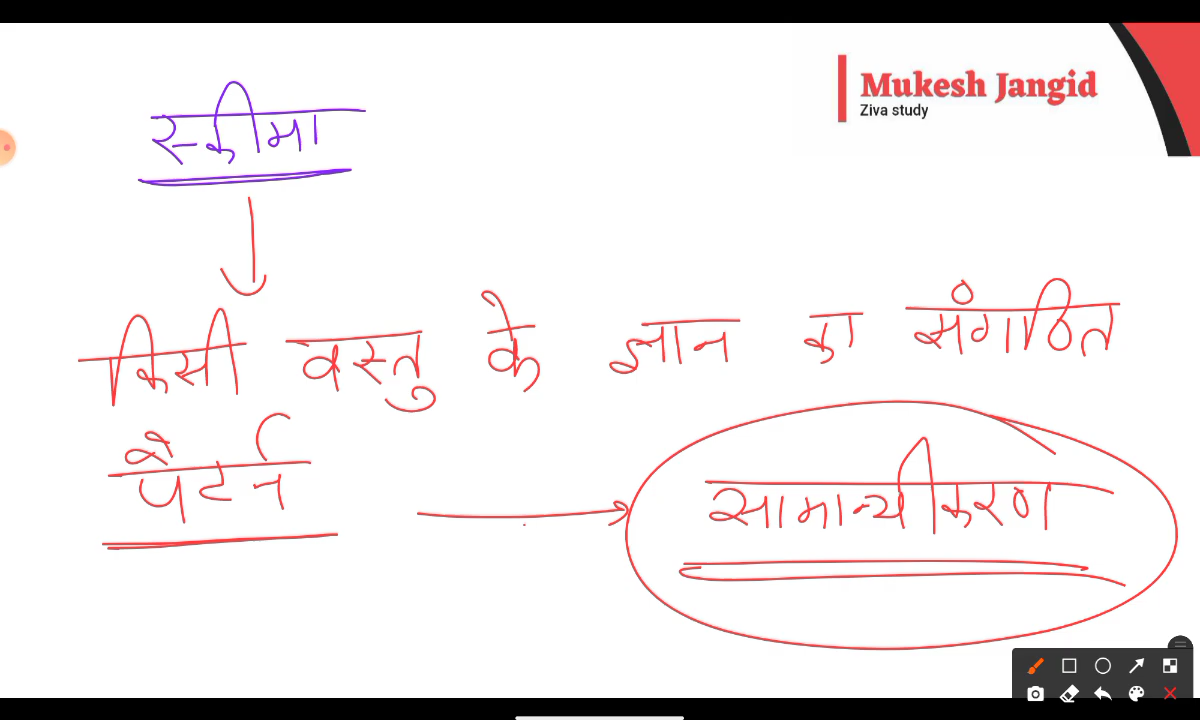 Mukesh Jangid
Ziva study
स्कीमा
किसी वस्तु के ज्ञान का संगठित
पैटर्न
सामान्यीकरण